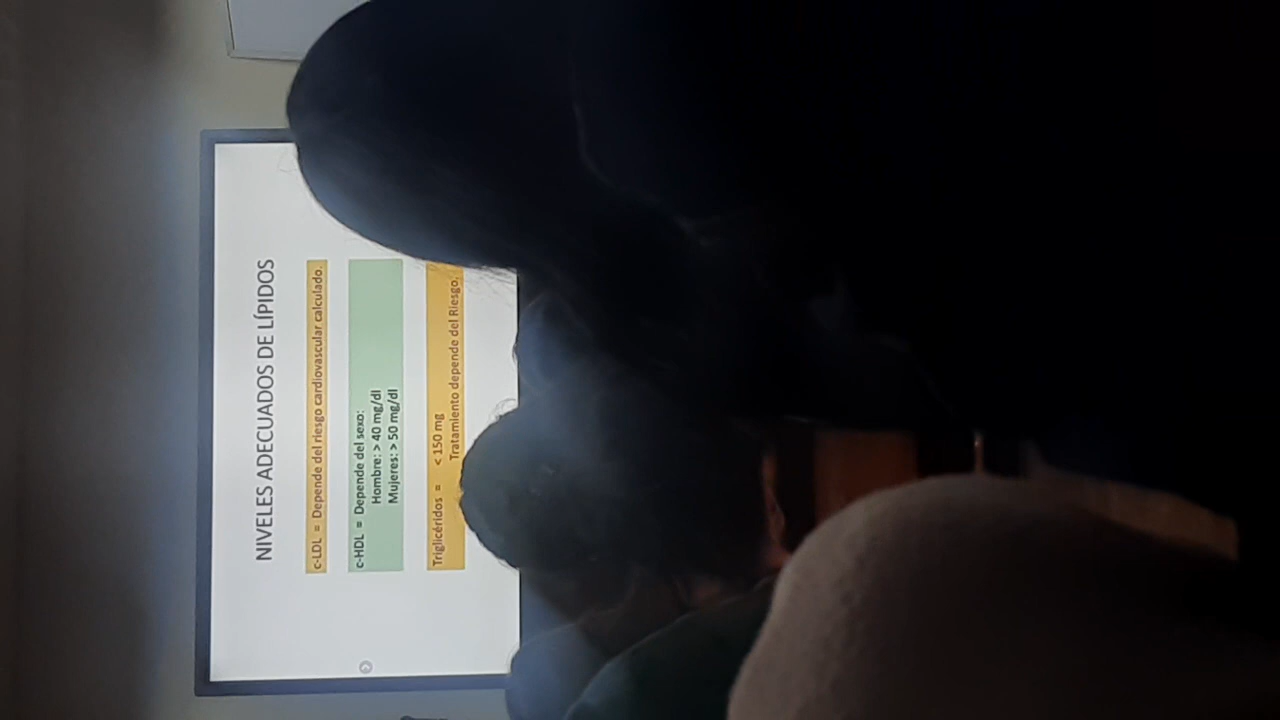 NIVELES ADECUADOS DE LÍPIDOS
c-LDL = Depende del riesgo cardiovascular calculado.
c-HDL = Depende del sexo:
Hombre: > 40 mg/dl
Mujeres: > 50 mg/dl
Triglicéridos = < 150 mg
Tratamiento depende del Riesgo.